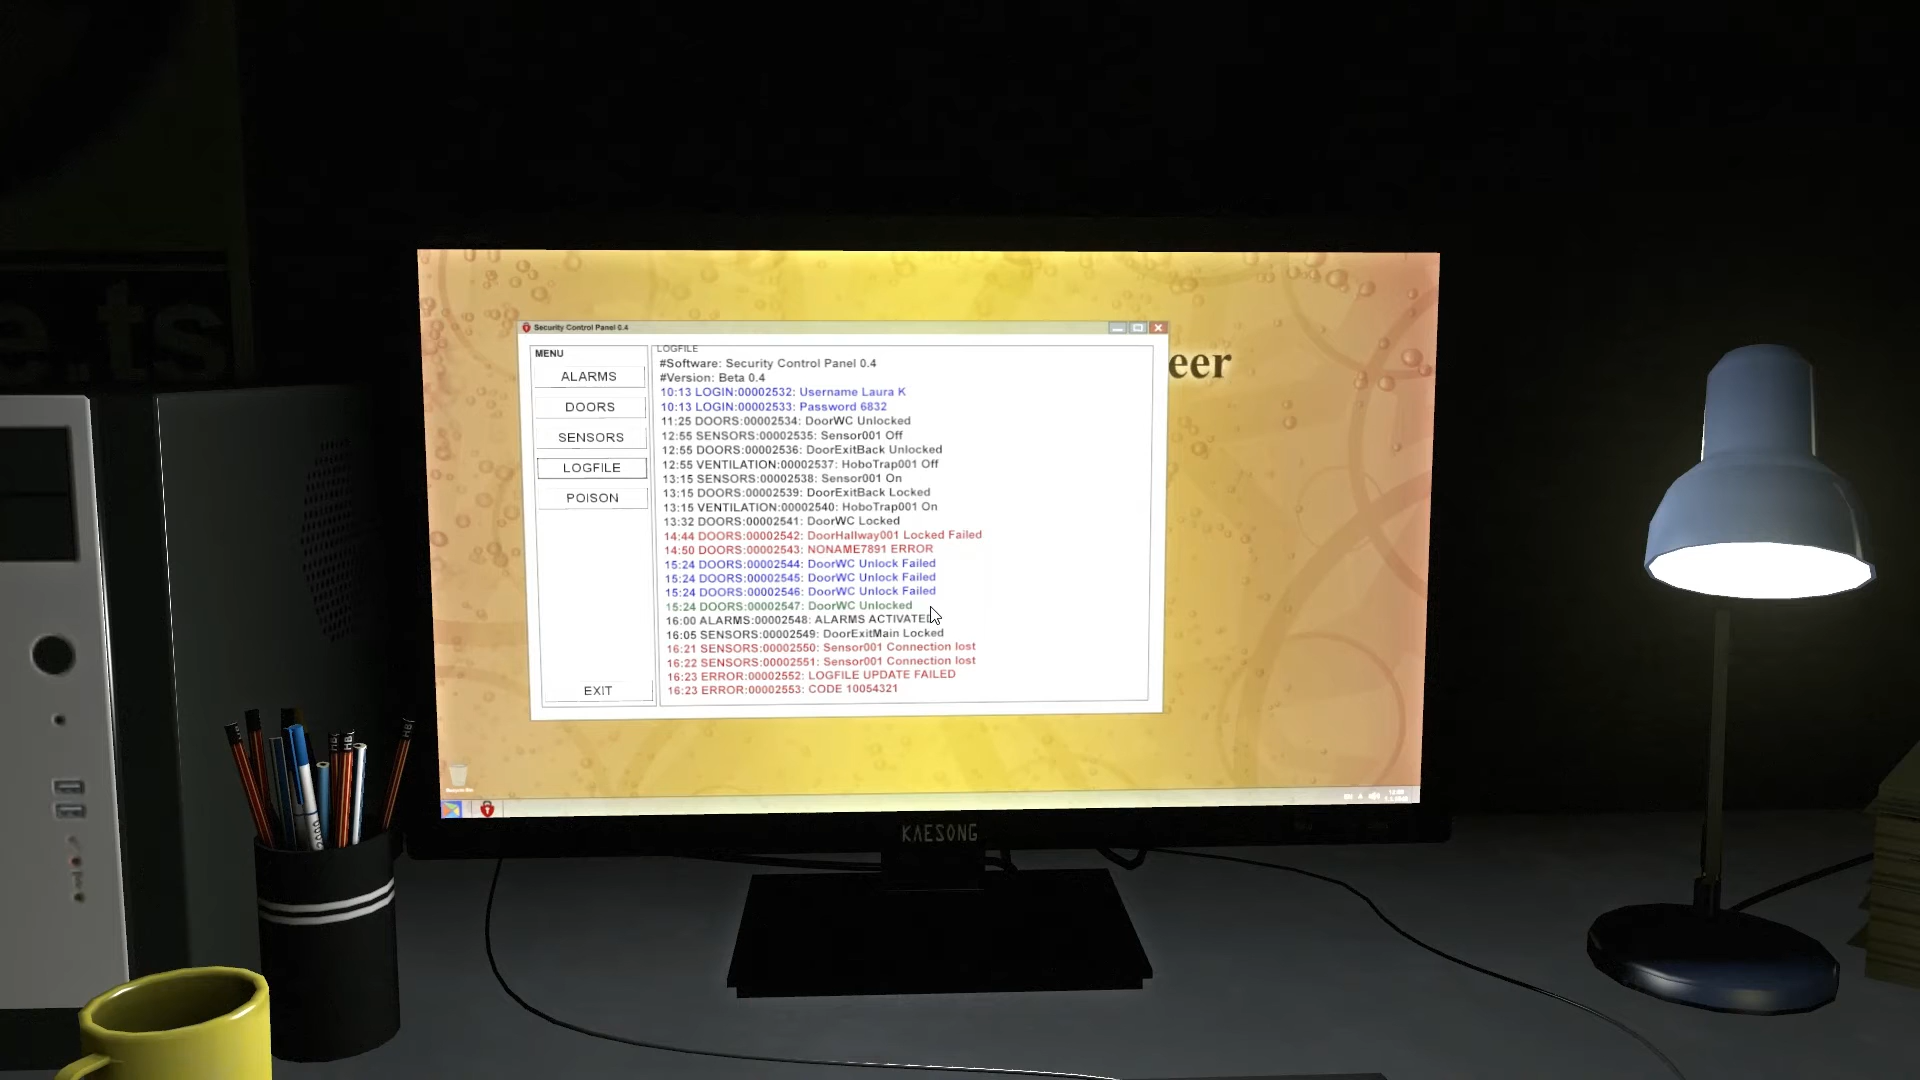 e.ts
eer
Security Control Panel 0.4
MENU
ALARMS
DOORS
SENSORS
LOGFILE
POISON
EXIT
LOGFILE
#Software: Security Control Panel 0.4
#Version: Beta 0.4
10:13 LOGIN:00002532: Username Laura K
10:13 LOGIN:00002533: Password 6832
11:25 DOORS:00002534: DoorWC Unlocked
12:55 SENSORS:00002535: Sensor001 Off
12:55 DOORS:00002536: DoorExitBack Unlocked
12:55 VENTILATION:00002537: HoboTrap001 Off
13:15 SENSORS:00002538: Sensor001 On
13:15 DOORS:00002539: DoorExitBack Locked
13:15 VENTILATION:00002540: HoboTrap001 On
13:32 DOORS:00002541: DoorWC Locked
14:44 DOORS:00002542: DoorHallway001 Locked Failed
14:50 DOORS:00002543: NONAME7891 ERROR
15:24 DOORS:00002544: DoorWC Unlock Failed
15:24 DOORS:00002545: DoorWC Unlock Failed
15:24 DOORS:00002546: DoorWC Unlock Failed
15:24 DOORS:00002547: DoorWC Unlocked
16:00 ALARMS:00002548: ALARMS ACTIVATED
16:05 SENSORS:00002549: DoorExitMain Locked
16:21 SENSORS:00002550: Sensor001 Connection lost
16:22 SENSORS:00002551: Sensor001 Connection lost
16:23 ERROR:00002552: LOGFILE UPDATE FAILED
16:23 ERROR:00002553: CODE 10054321
Recycle Bin
KAESONG
HB
HB
HB